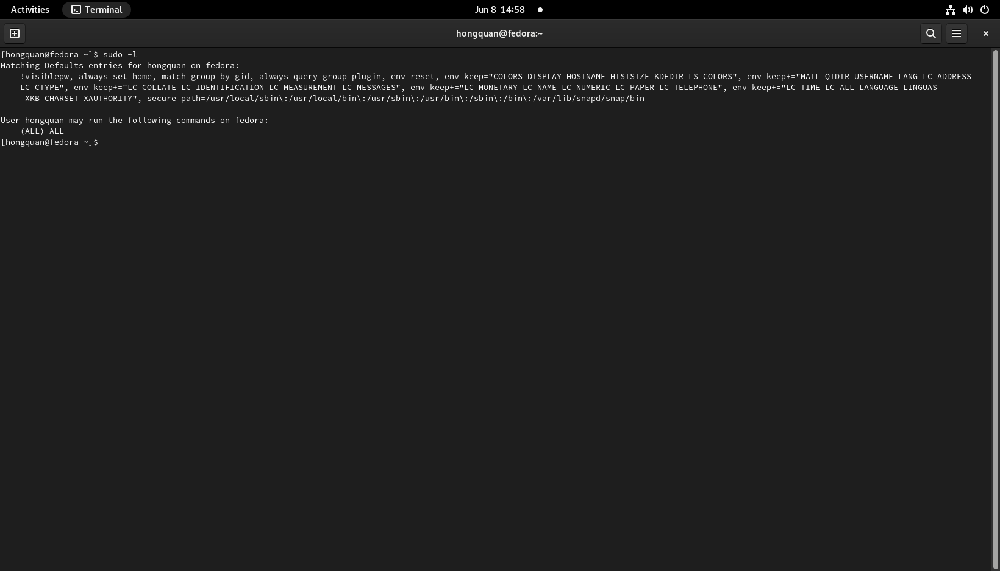 Activities Terminal Jun 8 14:58
hongquan@fedora:~
[hongquan@fedora ~]$ sudo -l
Matching Defaults entries for hongquan on fedora:
    !visiblepw, always_set_home, match_group_by_gid, always_query_group_plugin, env_reset, env_keep="COLORS DISPLAY HOSTNAME HISTSIZE KDEDIR LS_COLORS", env_keep+="MAIL QTDIR USERNAME LANG LC_ADDRESS
    LC_CTYPE", env_keep+="LC_COLLATE LC_IDENTIFICATION LC_MEASUREMENT LC_MESSAGES", env_keep+="LC_MONETARY LC_NAME LC_NUMERIC LC_PAPER LC_TELEPHONE", env_keep+="LC_TIME LC_ALL LANGUAGE LINGUAS
    _XKB_CHARSET XAUTHORITY", secure_path=/usr/local/sbin\:/usr/local/bin\:/usr/sbin\:/usr/bin\:/sbin\:/bin\:/var/lib/snapd/snap/bin

User hongquan may run the following commands on fedora:
    (ALL) ALL
[hongquan@fedora ~]$